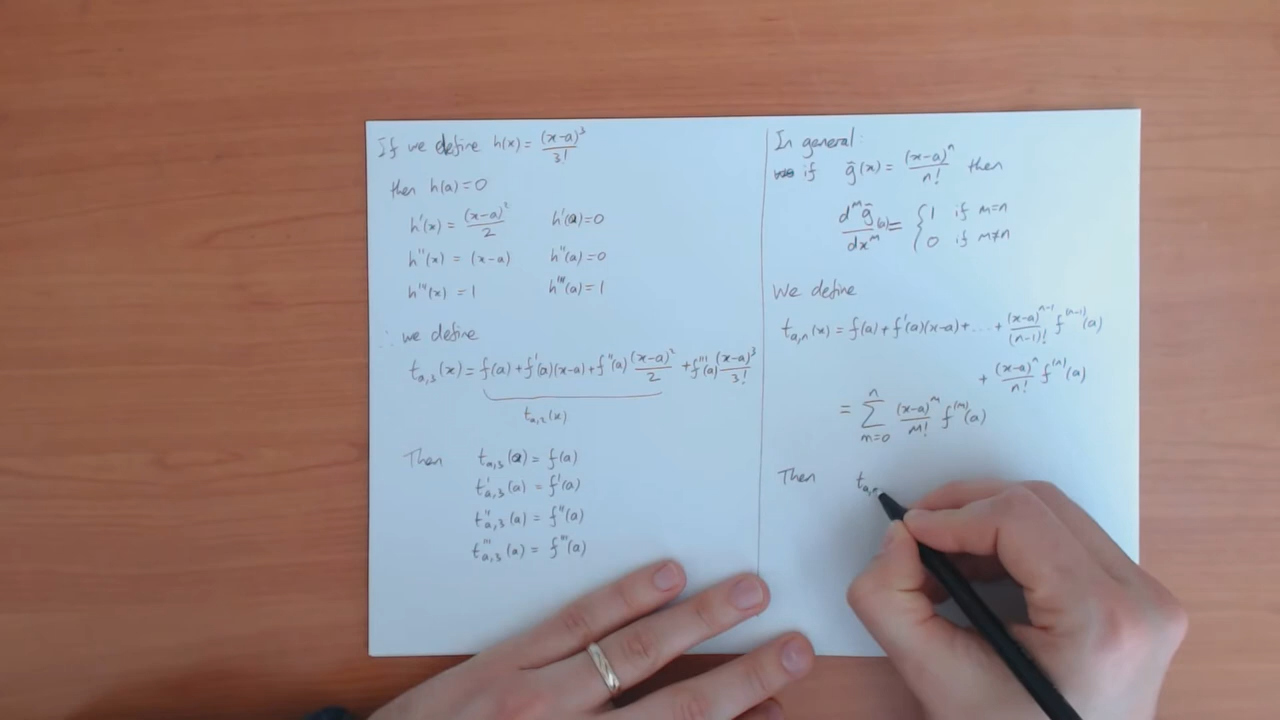 If we define h(x) = (x-a)³/3!
then h(a) = 0
h'(x) = (x-a)²/2 h'(a)=0
h''(x) = (x-a) h''(a)=0
h'''(x) = 1 h'''(a)=1
∴ we define
t_{a,3}(x) = f(a) + f'(a)(x-a) + f''(a) (x-a)²/2 + f'''(a) (x-a)³/3!
t_{a,2}(x)
Then t_{a,3}(a) = f(a)
t'_{a,3}(a) = f'(a)
t''_{a,3}(a) = f''(a)
t'''_{a,3}(a) = f'''(a)
In general:
if g̃(x) = (x-a)ⁿ/n! then
d^m g̃/dx^m (a) = { 1 if m=n
0 if m≠n
We define
t_{a,n}(x) = f(a) + f'(a)(x-a) + .... + (x-a)^{n-1}/(n-1)! f^{(n-1)}(a)
+ (x-a)^n/n! f^{(n)}(a)
= ∑_{m=0}^{n} (x-a)^m/m! f^{(m)}(a)
Then t_{a,